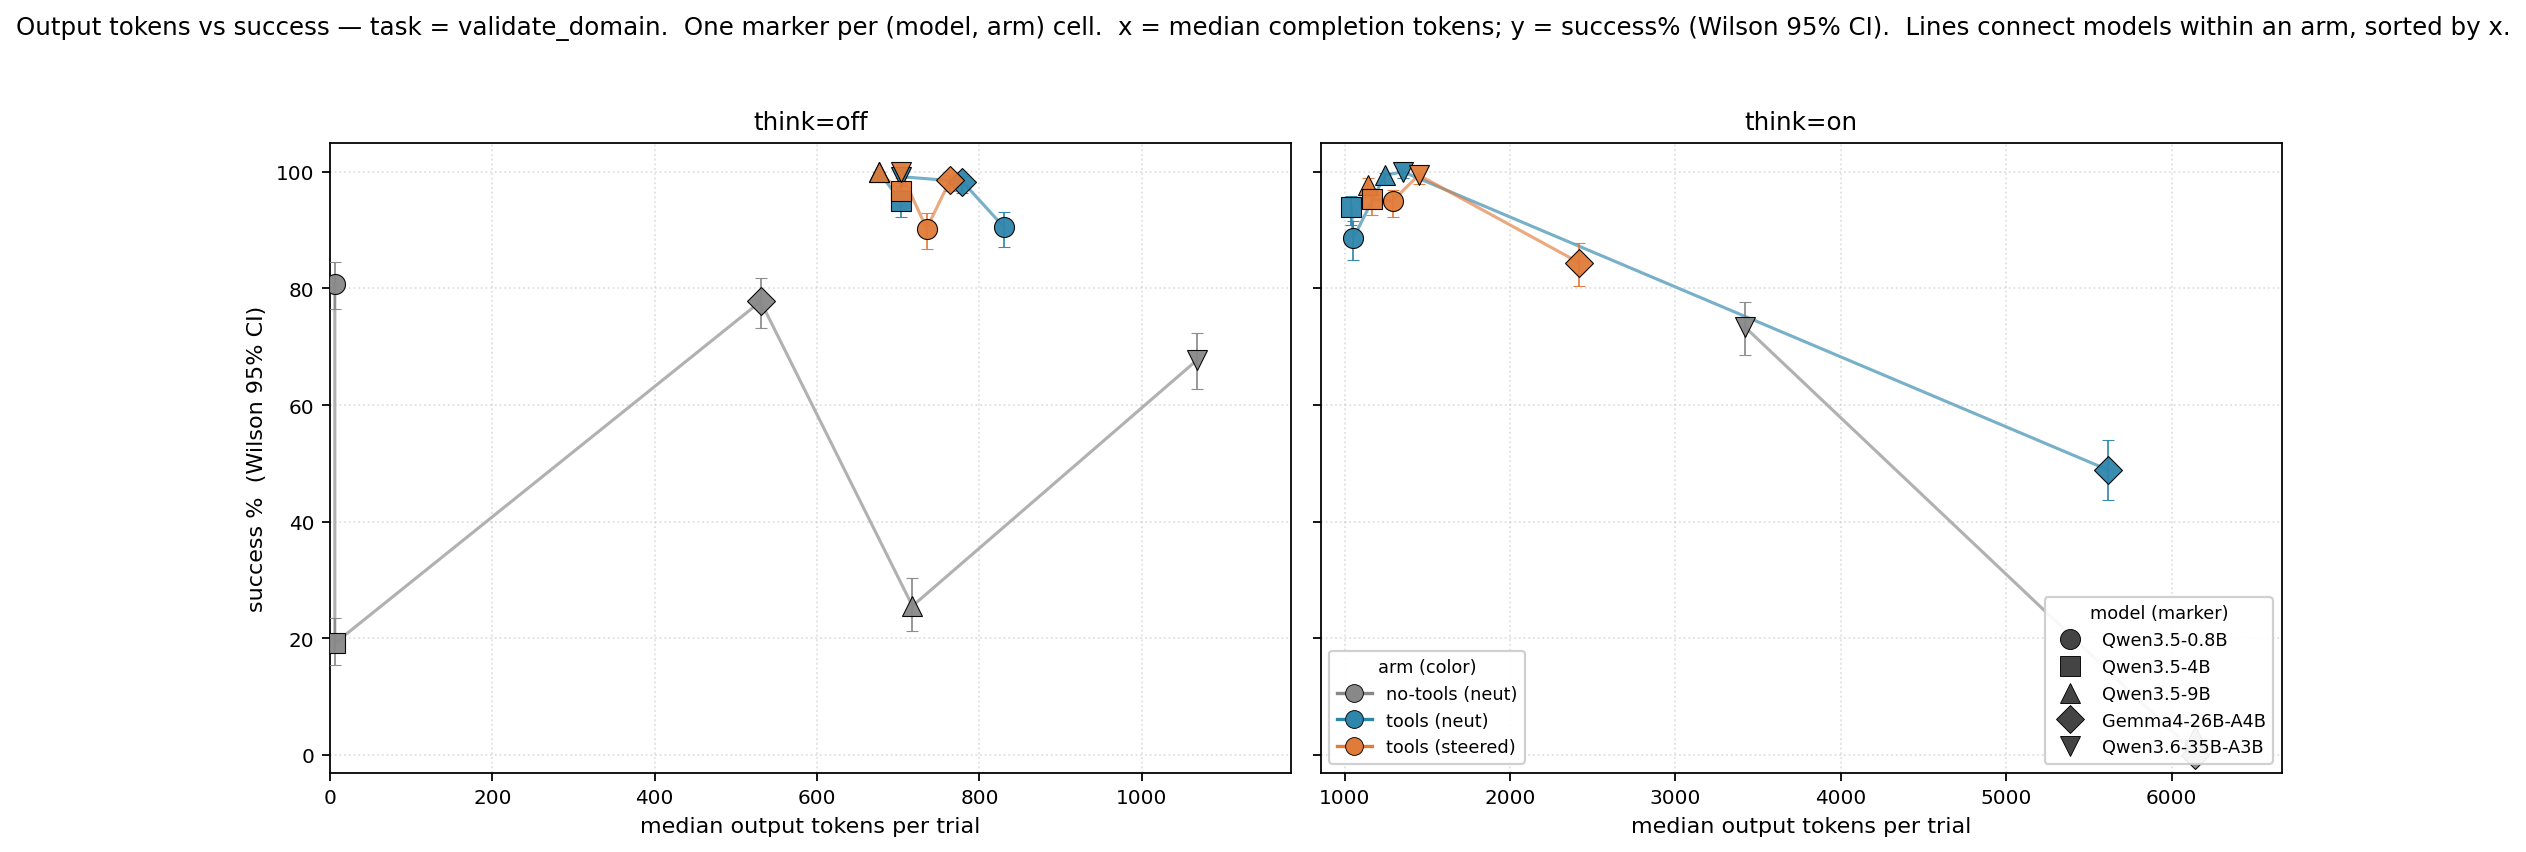 Output tokens vs success — task = validate_domain.  One marker per (model, arm) cell.  x = median completion tokens; y = success% (Wilson 95% CI).  Lines connect models within an arm, sorted by x.
think=off
think=on
success %  (Wilson 95% CI)
100
80
60
40
20
0
0
200
400
600
800
1000
median output tokens per trial
1000
2000
3000
4000
5000
6000
median output tokens per trial
arm (color)
no-tools (neut)
tools (neut)
tools (steered)
model (marker)
Qwen3.5-0.8B
Qwen3.5-4B
Qwen3.5-9B
Gemma4-26B-A4B
Qwen3.6-35B-A3B